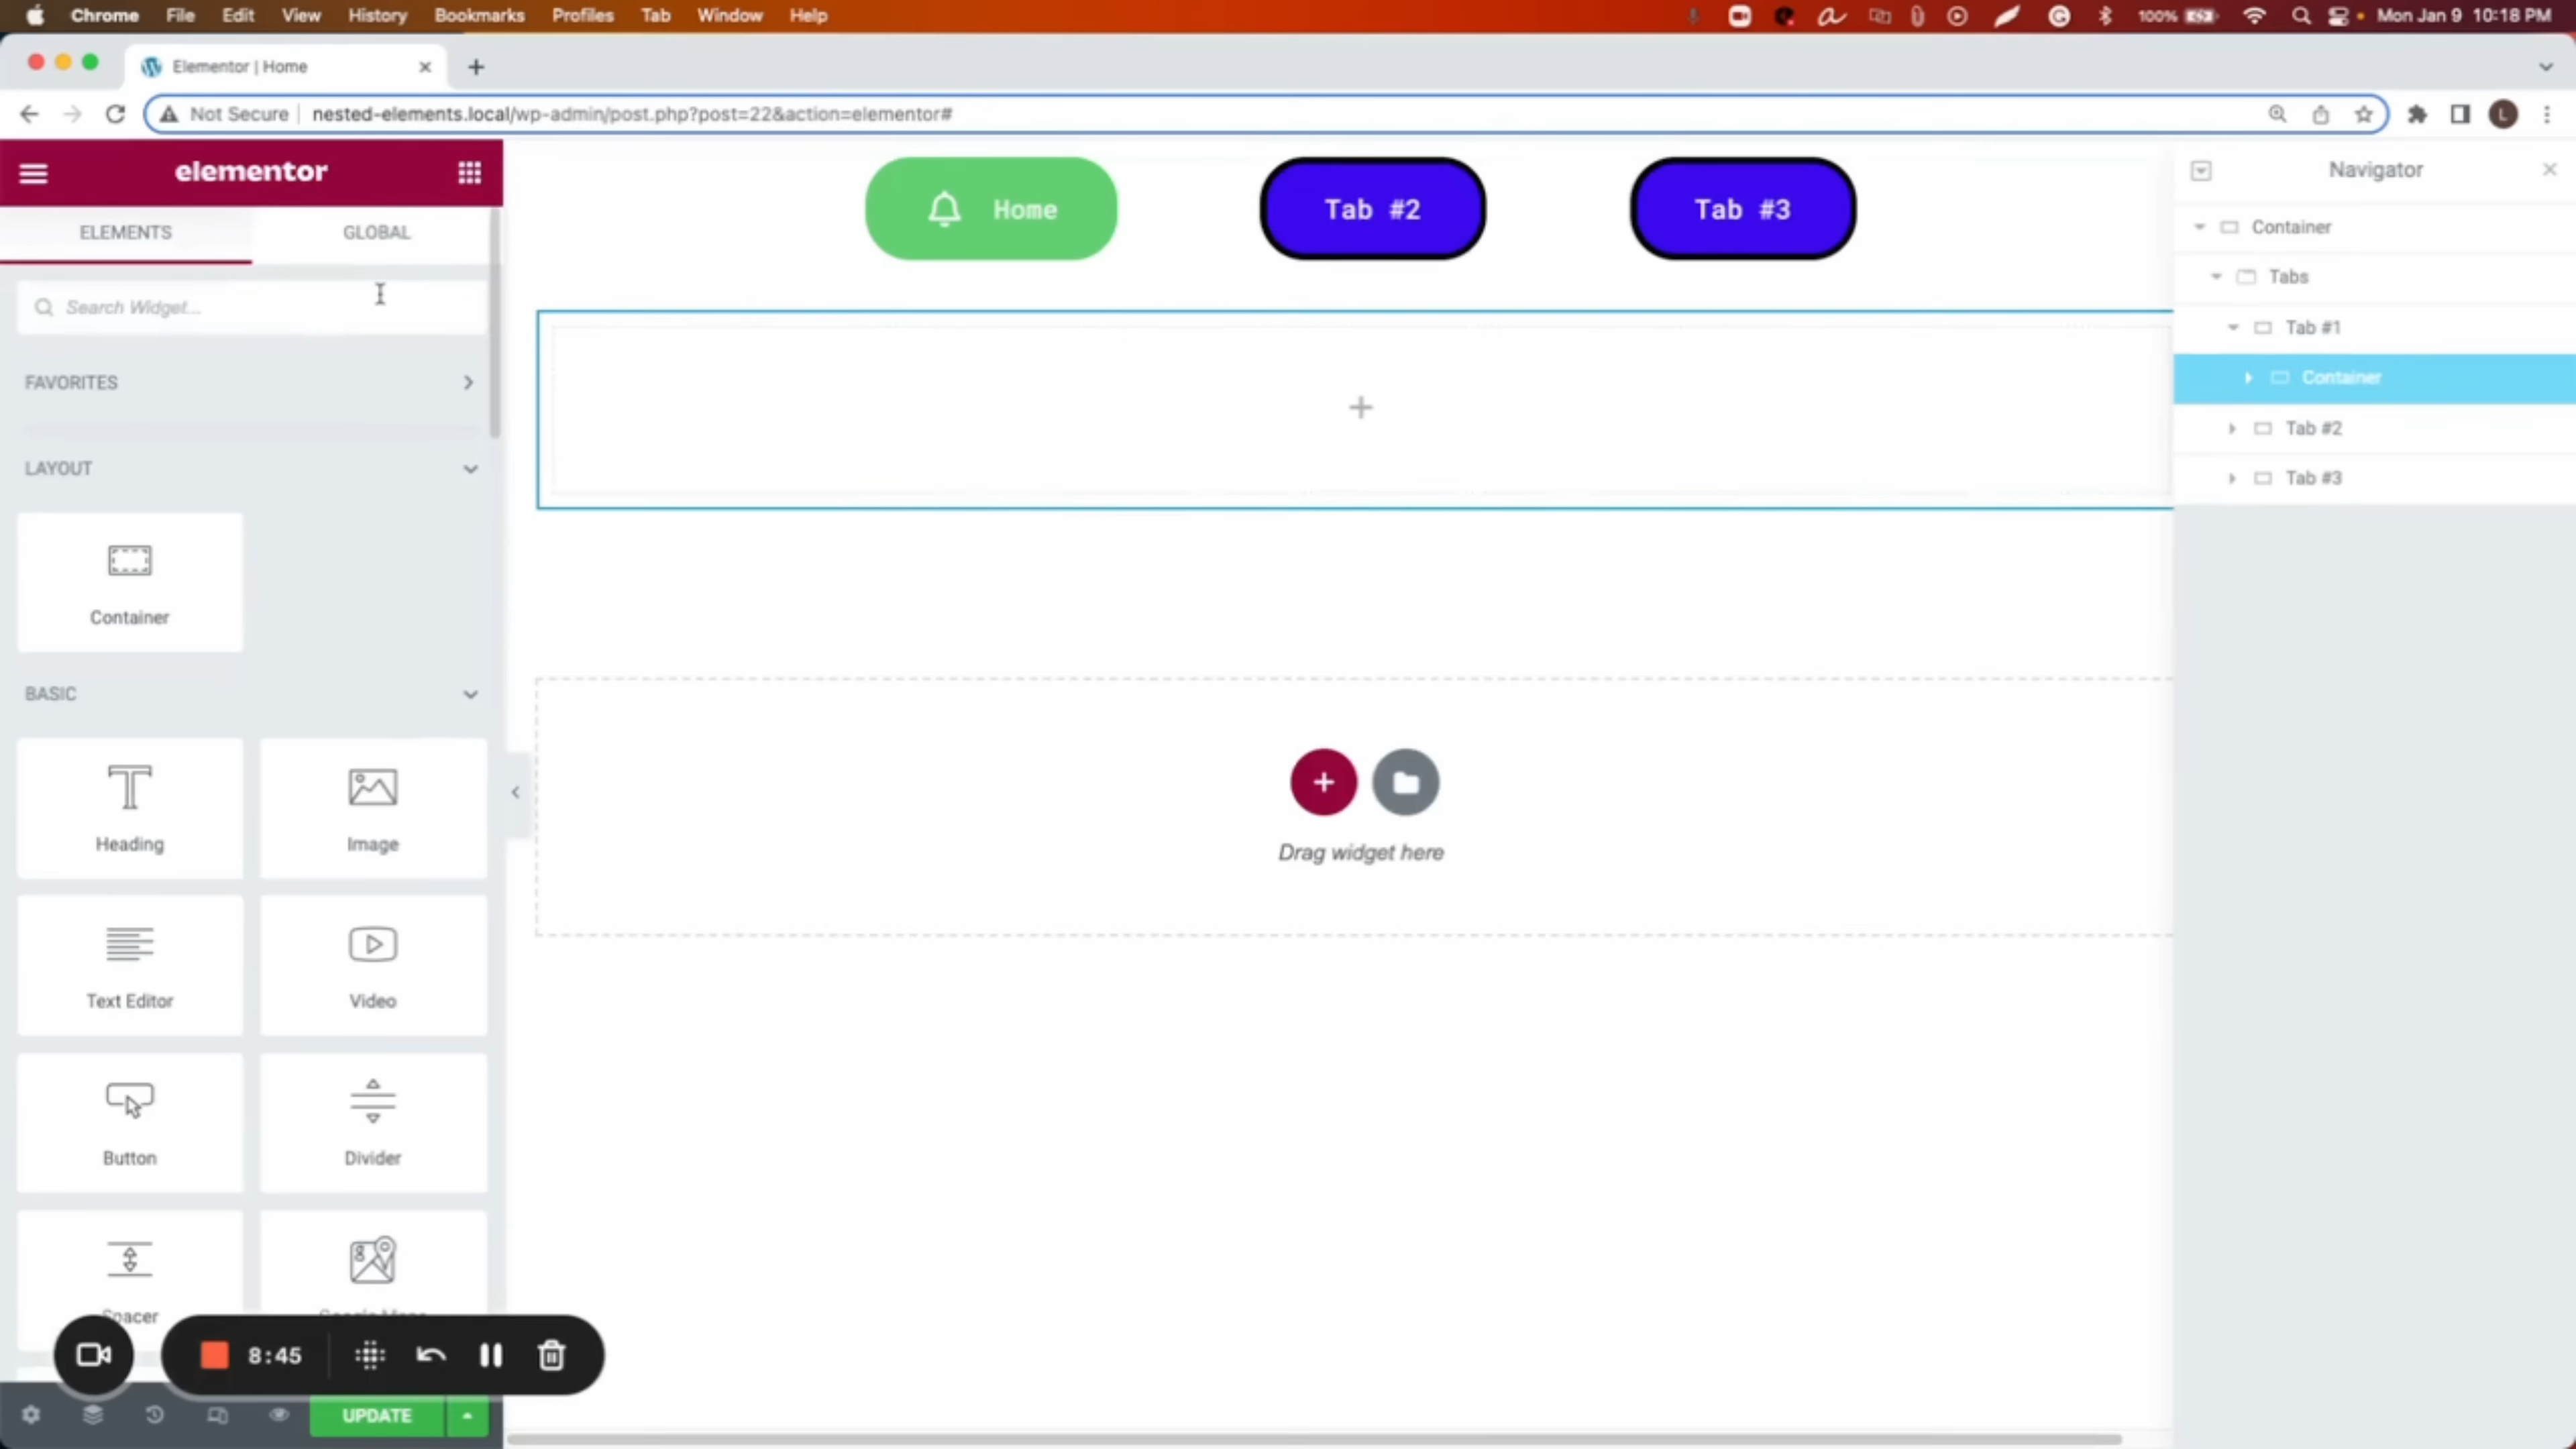 Chrome File Edit View History Bookmarks Profiles Tab Window Help 100% Mon Jan 9 10:18 PM
Elementor | Home
Not Secure nested-elements.local/wp-admin/post.php?post=22&action=elementor# L
elementor
ELEMENTS GLOBAL
Search Widget...
FAVORITES
LAYOUT
Container
BASIC
Heading Image
Text Editor Video
Button Divider
Spacer
8:45
UPDATE
Home Tab #2 Tab #3
Drag widget here
Navigator
Container
Tabs
Tab #1
Container
Tab #2
Tab #3